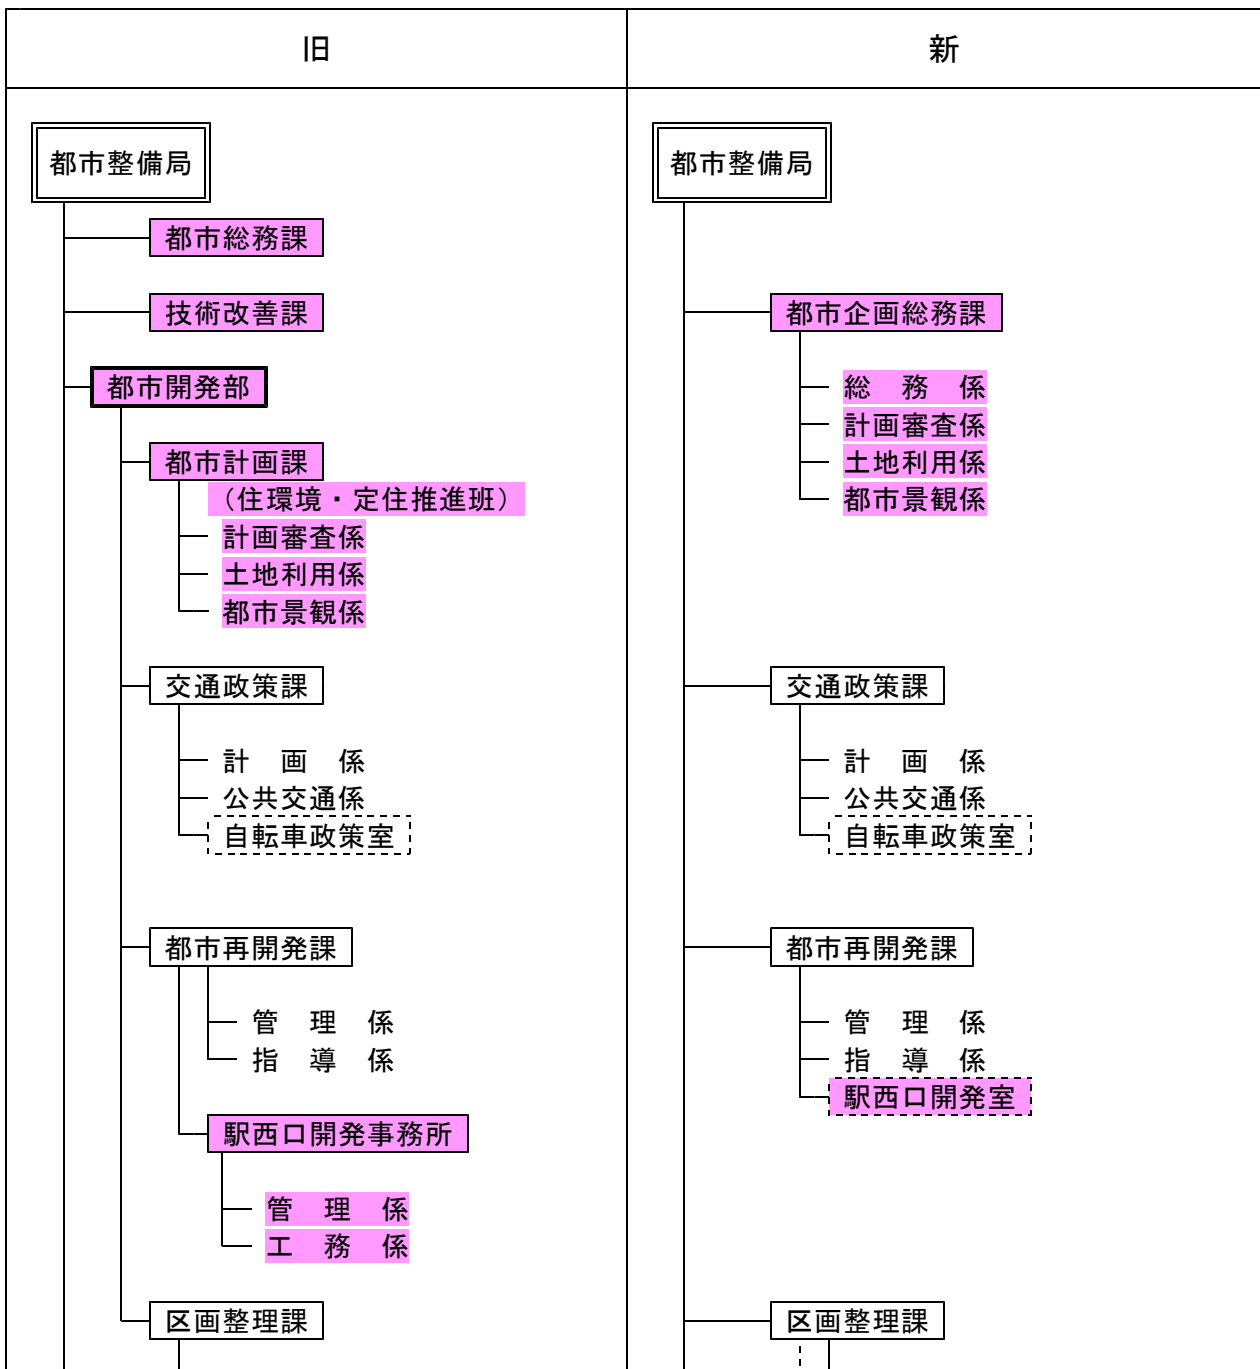 旧
新
都市整備局
都市総務課
技術改善課
都市開発部
都市計画課
（住環境・定住推進班）
計画審査係
土地利用係
都市景観係
交通政策課
計　画　係
公共交通係
自転車政策室
都市再開発課
管　理　係
指　導　係
駅西口開発事務所
管　理　係
工　務　係
区画整理課
都市整備局
都市企画総務課
総　務　係
計画審査係
土地利用係
都市景観係
交通政策課
計　画　係
公共交通係
自転車政策室
都市再開発課
管　理　係
指　導　係
駅西口開発室
区画整理課